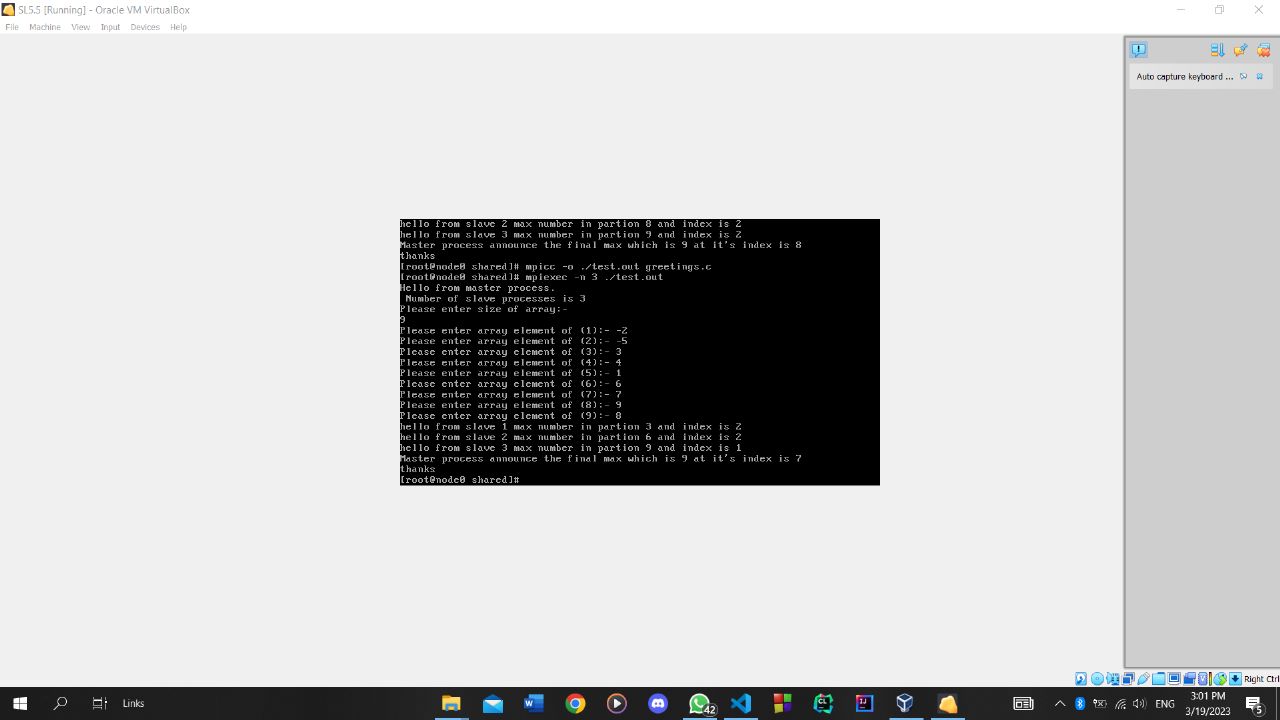 SL5.5 [Running] - Oracle VM VirtualBox
File Machine View Input Devices Help
Auto capture keyboard ...
hello from slave 2 max number in partion 8 and index is 2
hello from slave 3 max number in partion 9 and index is 2
Master process announce the final max which is 9 at it's index is 8
thanks
[root@node0 shared]# mpicc -o ./test.out greetings.c
[root@node0 shared]# mpiexec -n 3 ./test.out
Hello from master process.
Number of slave processes is 3
Please enter size of array:-
9
Please enter array element of (1):- -2
Please enter array element of (2):- -5
Please enter array element of (3):- 3
Please enter array element of (4):- 4
Please enter array element of (5):- 1
Please enter array element of (6):- 6
Please enter array element of (7):- 7
Please enter array element of (8):- 9
Please enter array element of (9):- 8
hello from slave 1 max number in partion 3 and index is 2
hello from slave 2 max number in partion 6 and index is 2
hello from slave 3 max number in partion 9 and index is 1
Master process announce the final max which is 9 at it's index is 7
thanks
[root@node0 shared]#
Right Ctrl
Links
42
ENG
3:01 PM
3/19/2023
5